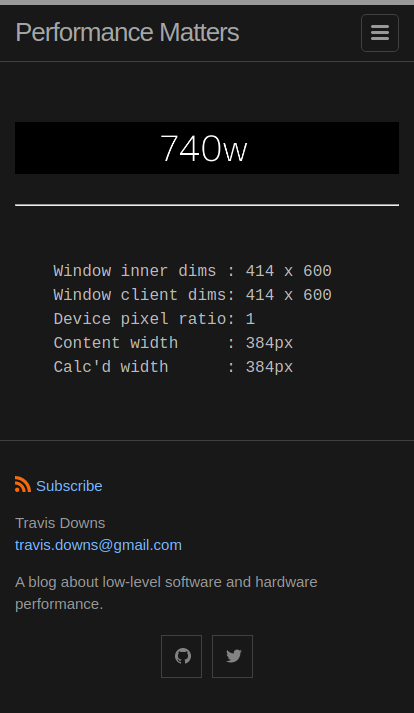 Performance Matters
740w
Window inner dims : 414 x 600
Window client dims: 414 x 600
Device pixel ratio: 1
Content width     : 384px
Calc'd width      : 384px
Subscribe
Travis Downs
travis.downs@gmail.com
A blog about low-level software and hardware
performance.